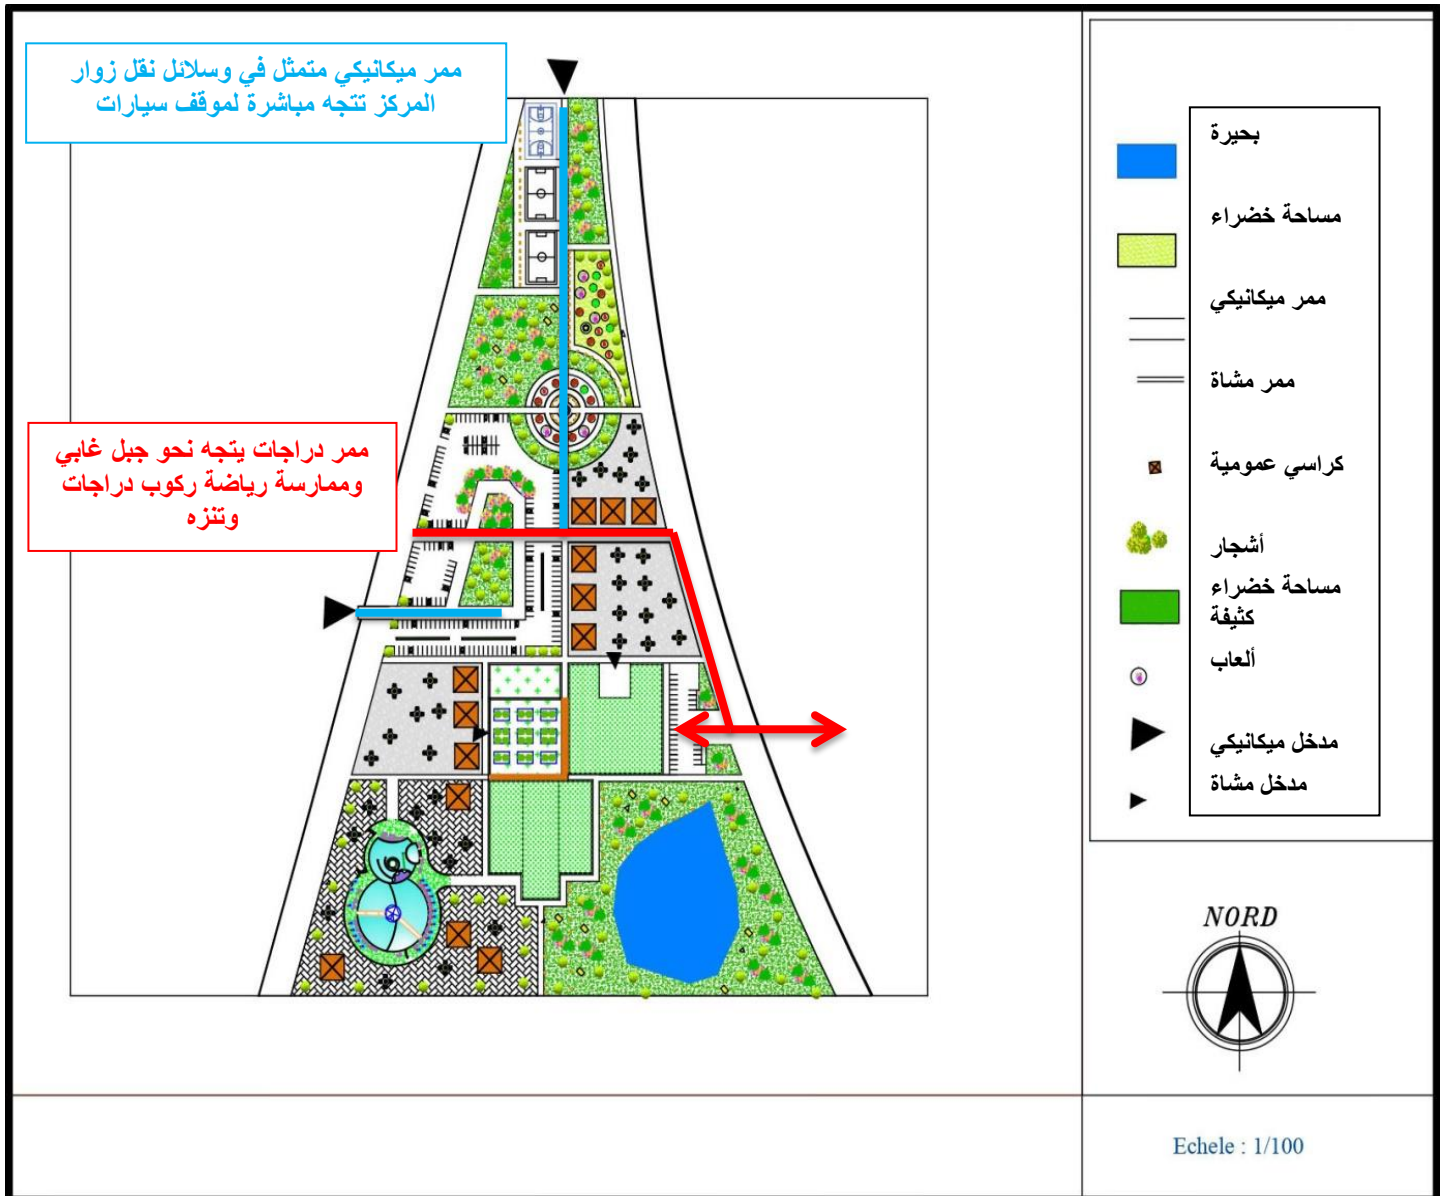 ممر ميكانيكي متمثل في وسلائل نقل زوار
المركز تتجه مباشرة لموقف سيارات
ممر دراجات يتجه نحو جبل غابي
وممارسة رياضة ركوب دراجات
وتنزه
بحيرة
مساحة خضراء
ممر ميكانيكي
ممر مشاة
كراسي عمومية
أشجار
مساحة خضراء
كثيفة
ألعاب
مدخل ميكانيكي
مدخل مشاة
NORD
Echele : 1/100